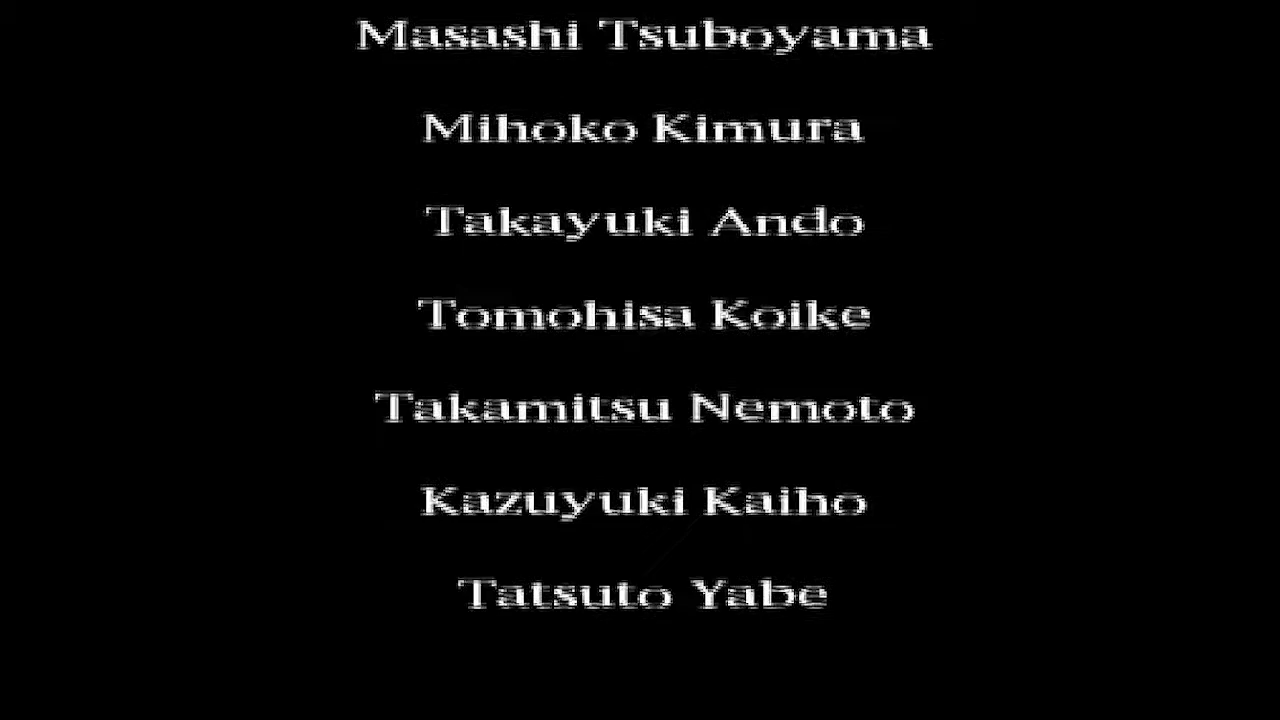 Masashi Tsuboyama
Mihoko Kimura
Takayuki Ando
Tomohisa Koike
Takamitsu Nemoto
Kazuyuki Kaiho
Tatsuto Yabe